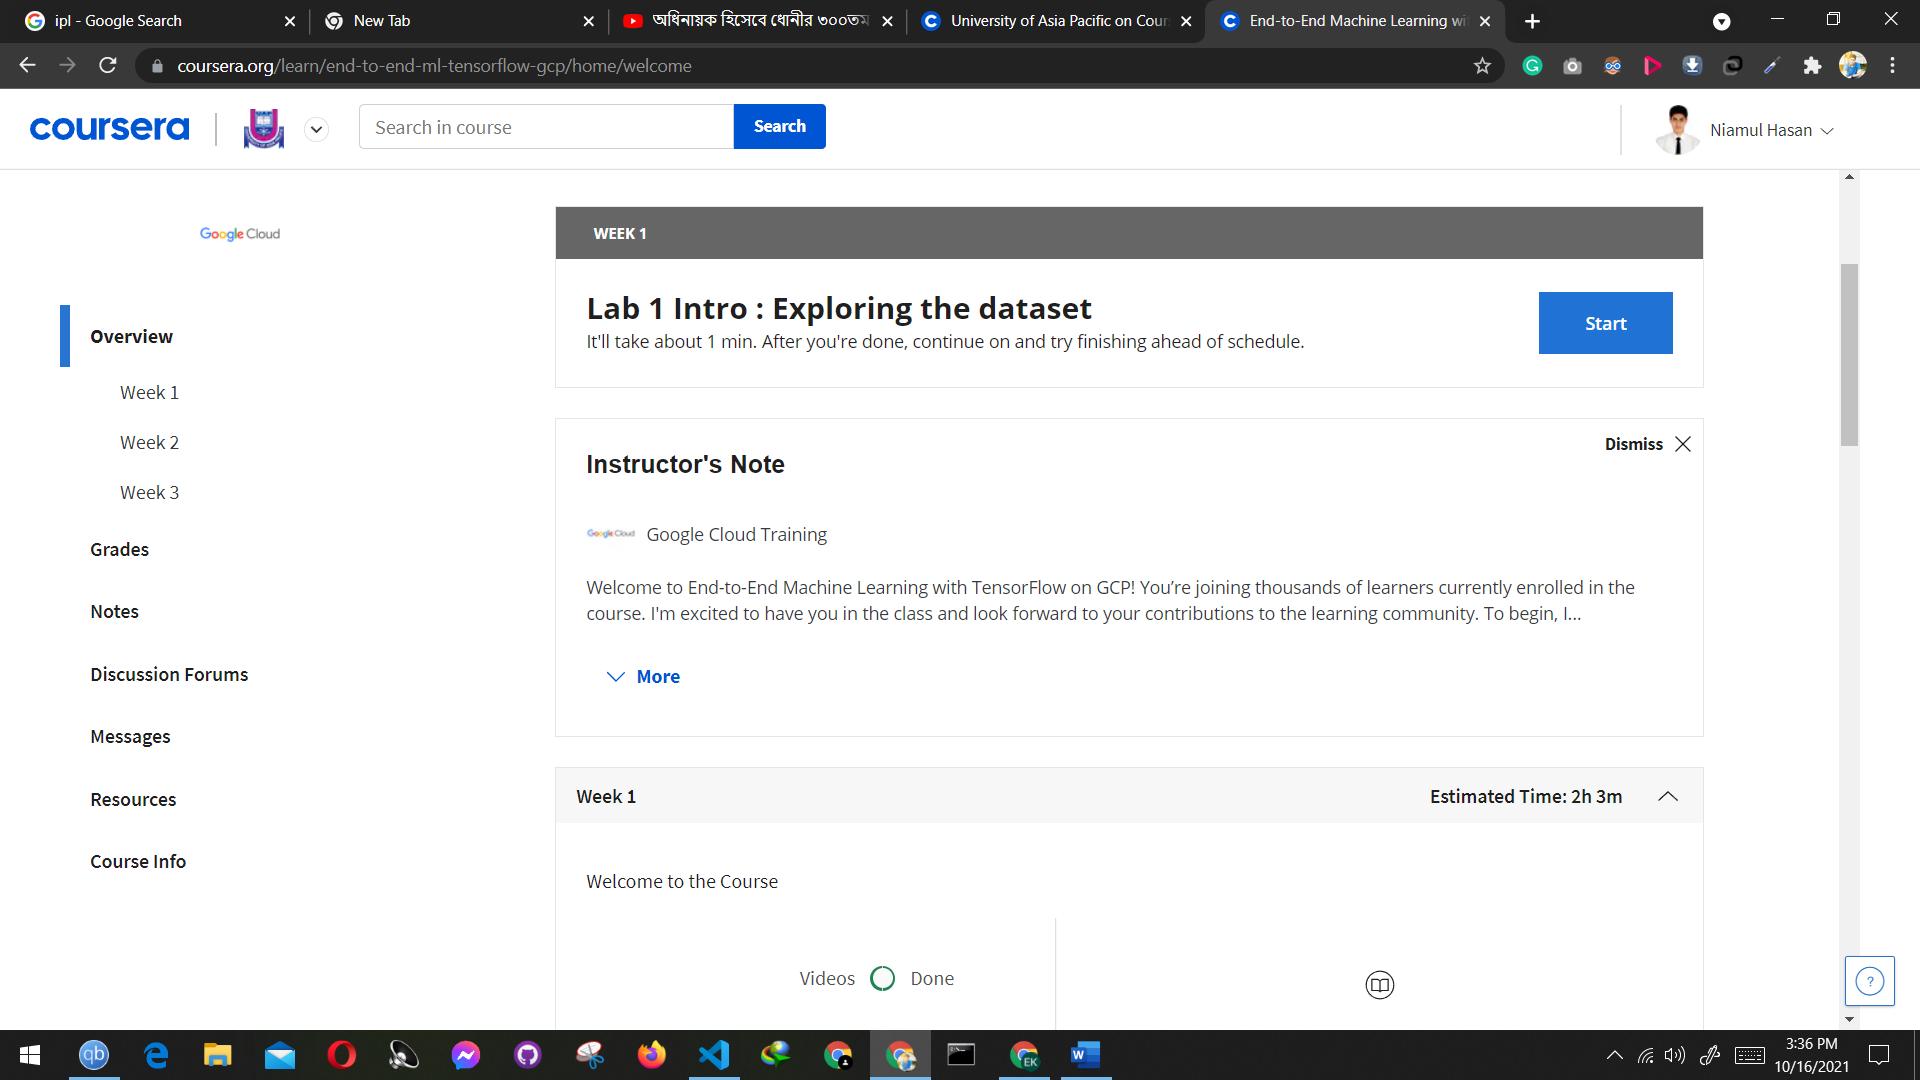 ipl - Google Search
New Tab
অধিনায়ক হিসেবে ধোনীর ৩০০তম
University of Asia Pacific on Cour
End-to-End Machine Learning wi
coursera.org/learn/end-to-end-ml-tensorflow-gcp/home/welcome
coursera
Search in course
Search
Niamul Hasan
Google Cloud
Overview
Week 1
Week 2
Week 3
Grades
Notes
Discussion Forums
Messages
Resources
Course Info
WEEK 1
Lab 1 Intro : Exploring the dataset
It'll take about 1 min. After you're done, continue on and try finishing ahead of schedule.
Start
Dismiss
Instructor's Note
Google Cloud
Google Cloud Training
Welcome to End-to-End Machine Learning with TensorFlow on GCP! You’re joining thousands of learners currently enrolled in the
course. I'm excited to have you in the class and look forward to your contributions to the learning community. To begin, I...
More
Week 1
Estimated Time: 2h 3m
Welcome to the Course
Videos
Done
?
qb
EK
W
3:36 PM
10/16/2021